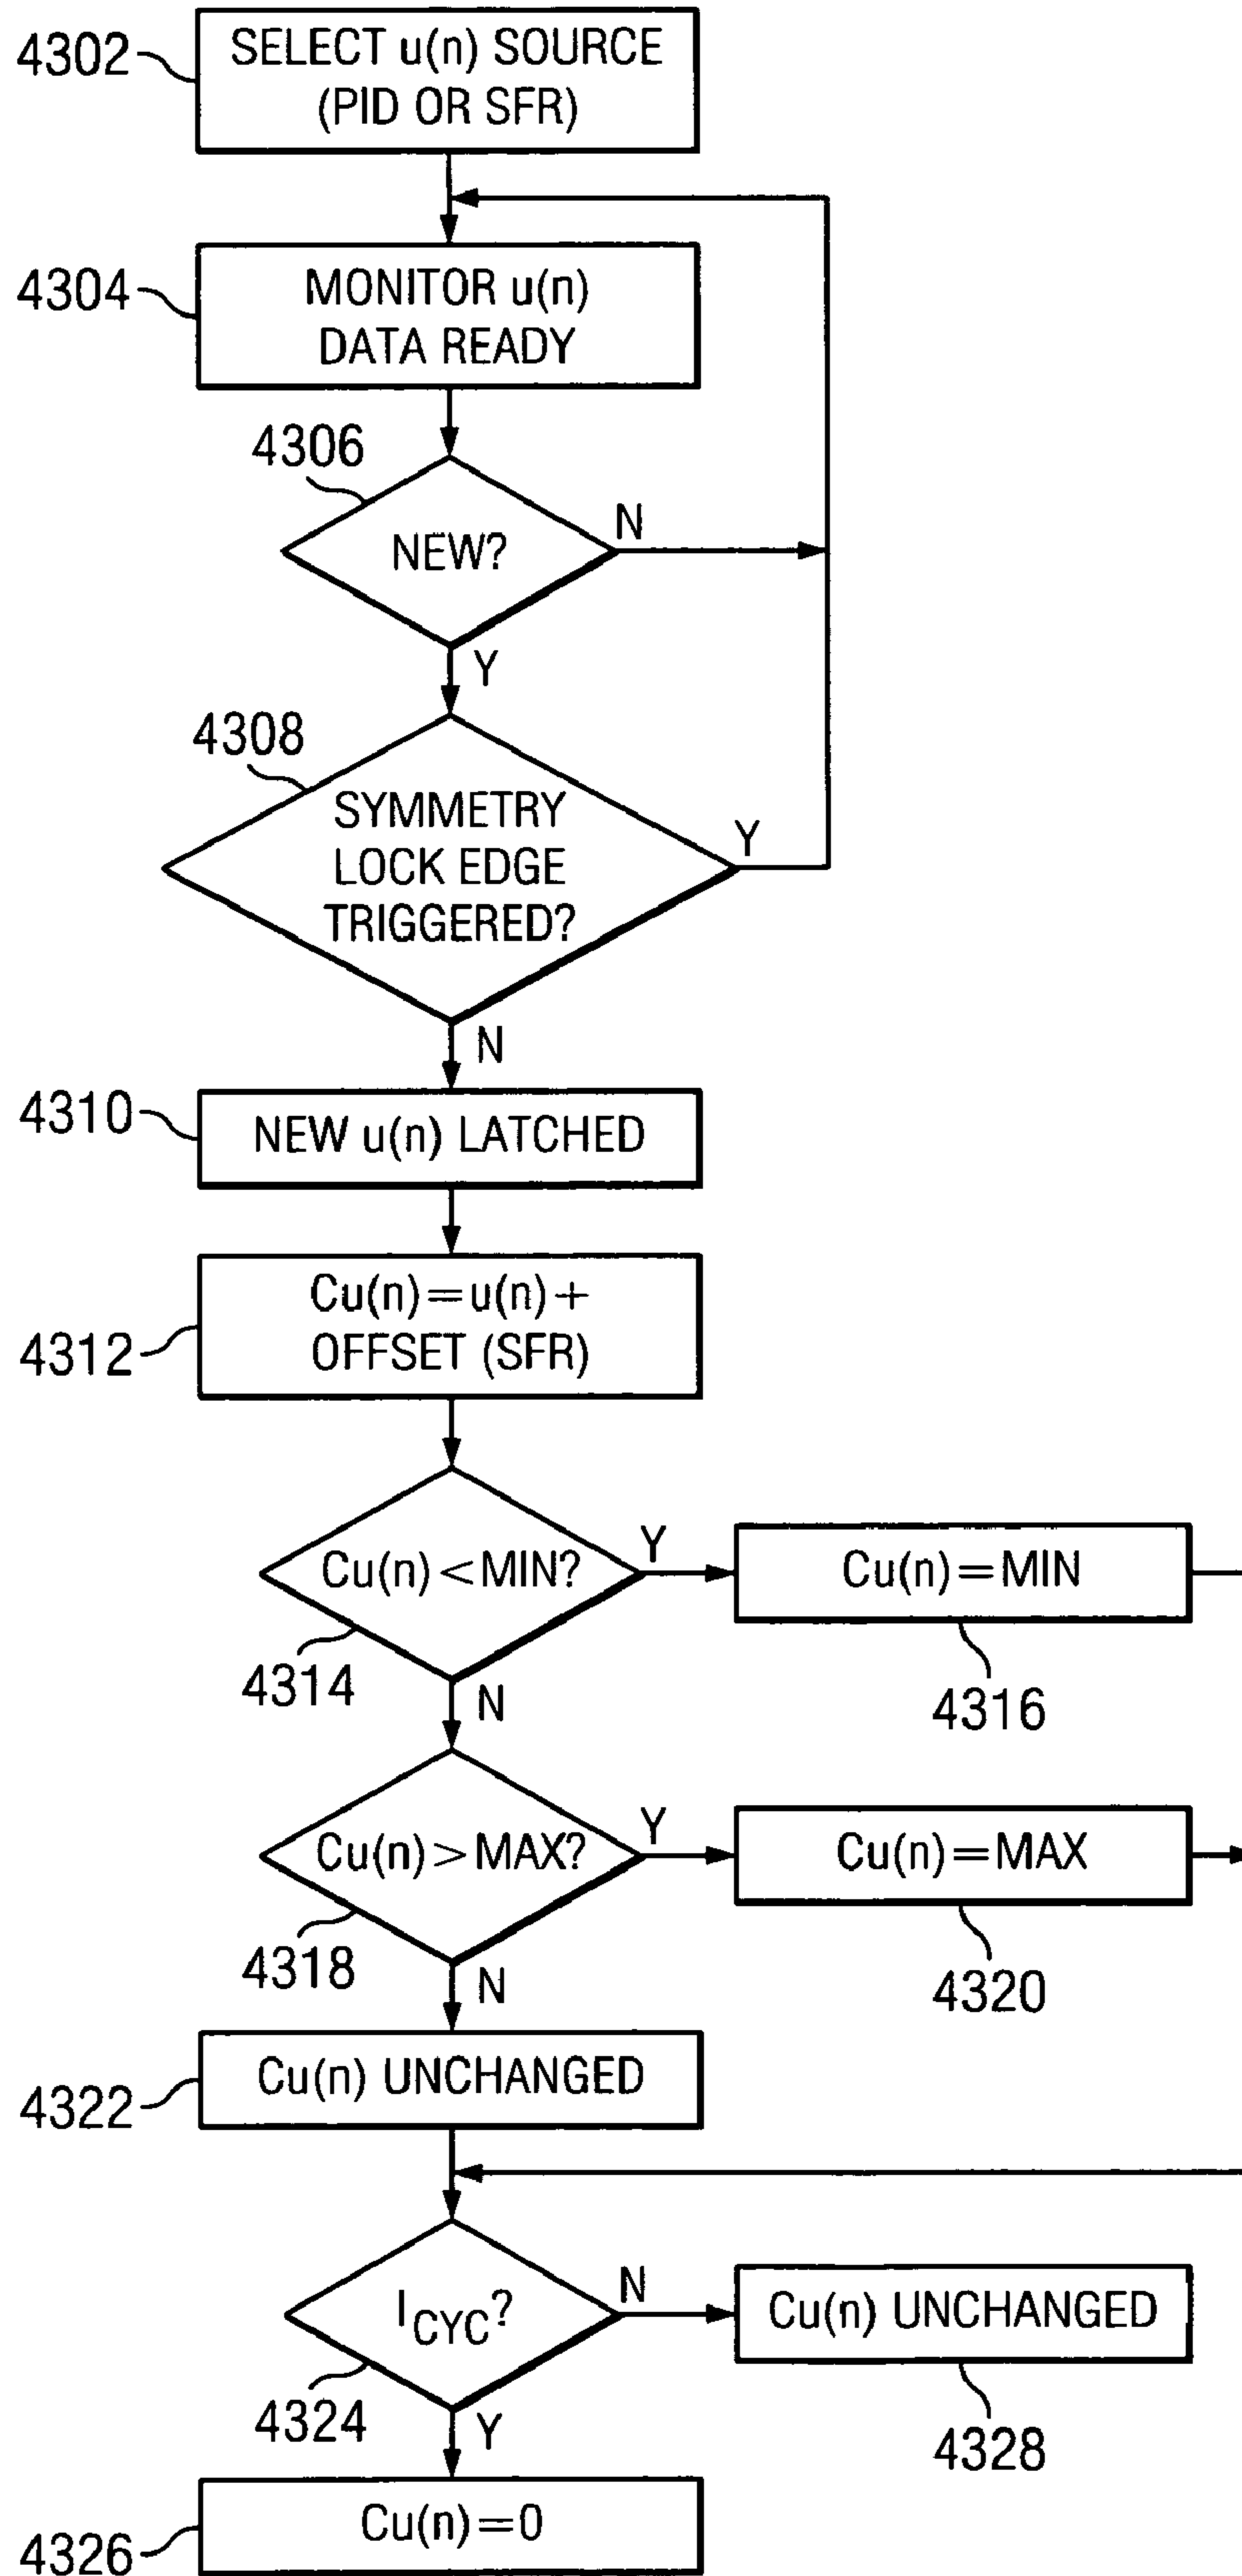 4302
SELECT u(n) SOURCE
(PID OR SFR)
4304
MONITOR u(n)
DATA READY
4306
NEW?
N
Y
4308
SYMMETRY
LOCK EDGE
TRIGGERED?
Y
N
4310
NEW u(n) LATCHED
4312
Cu(n)=u(n)+
OFFSET (SFR)
Cu(n)<MIN?
Y
Cu(n)=MIN
4314
N
4316
Cu(n)>MAX?
Y
Cu(n)=MAX
4318
N
4320
4322
Cu(n) UNCHANGED
ICYC?
N
Cu(n) UNCHANGED
4324
Y
4328
4326
Cu(n)=0